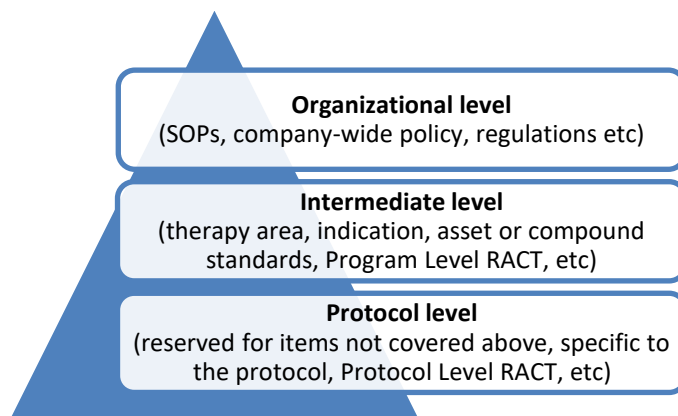 Organizational level
(SOPs, company-wide policy, regulations etc)
Intermediate level
(therapy area, indication, asset or compound
standards, Program Level RACT, etc)
Protocol level
(reserved for items not covered above, specific to
the protocol, Protocol Level RACT, etc)